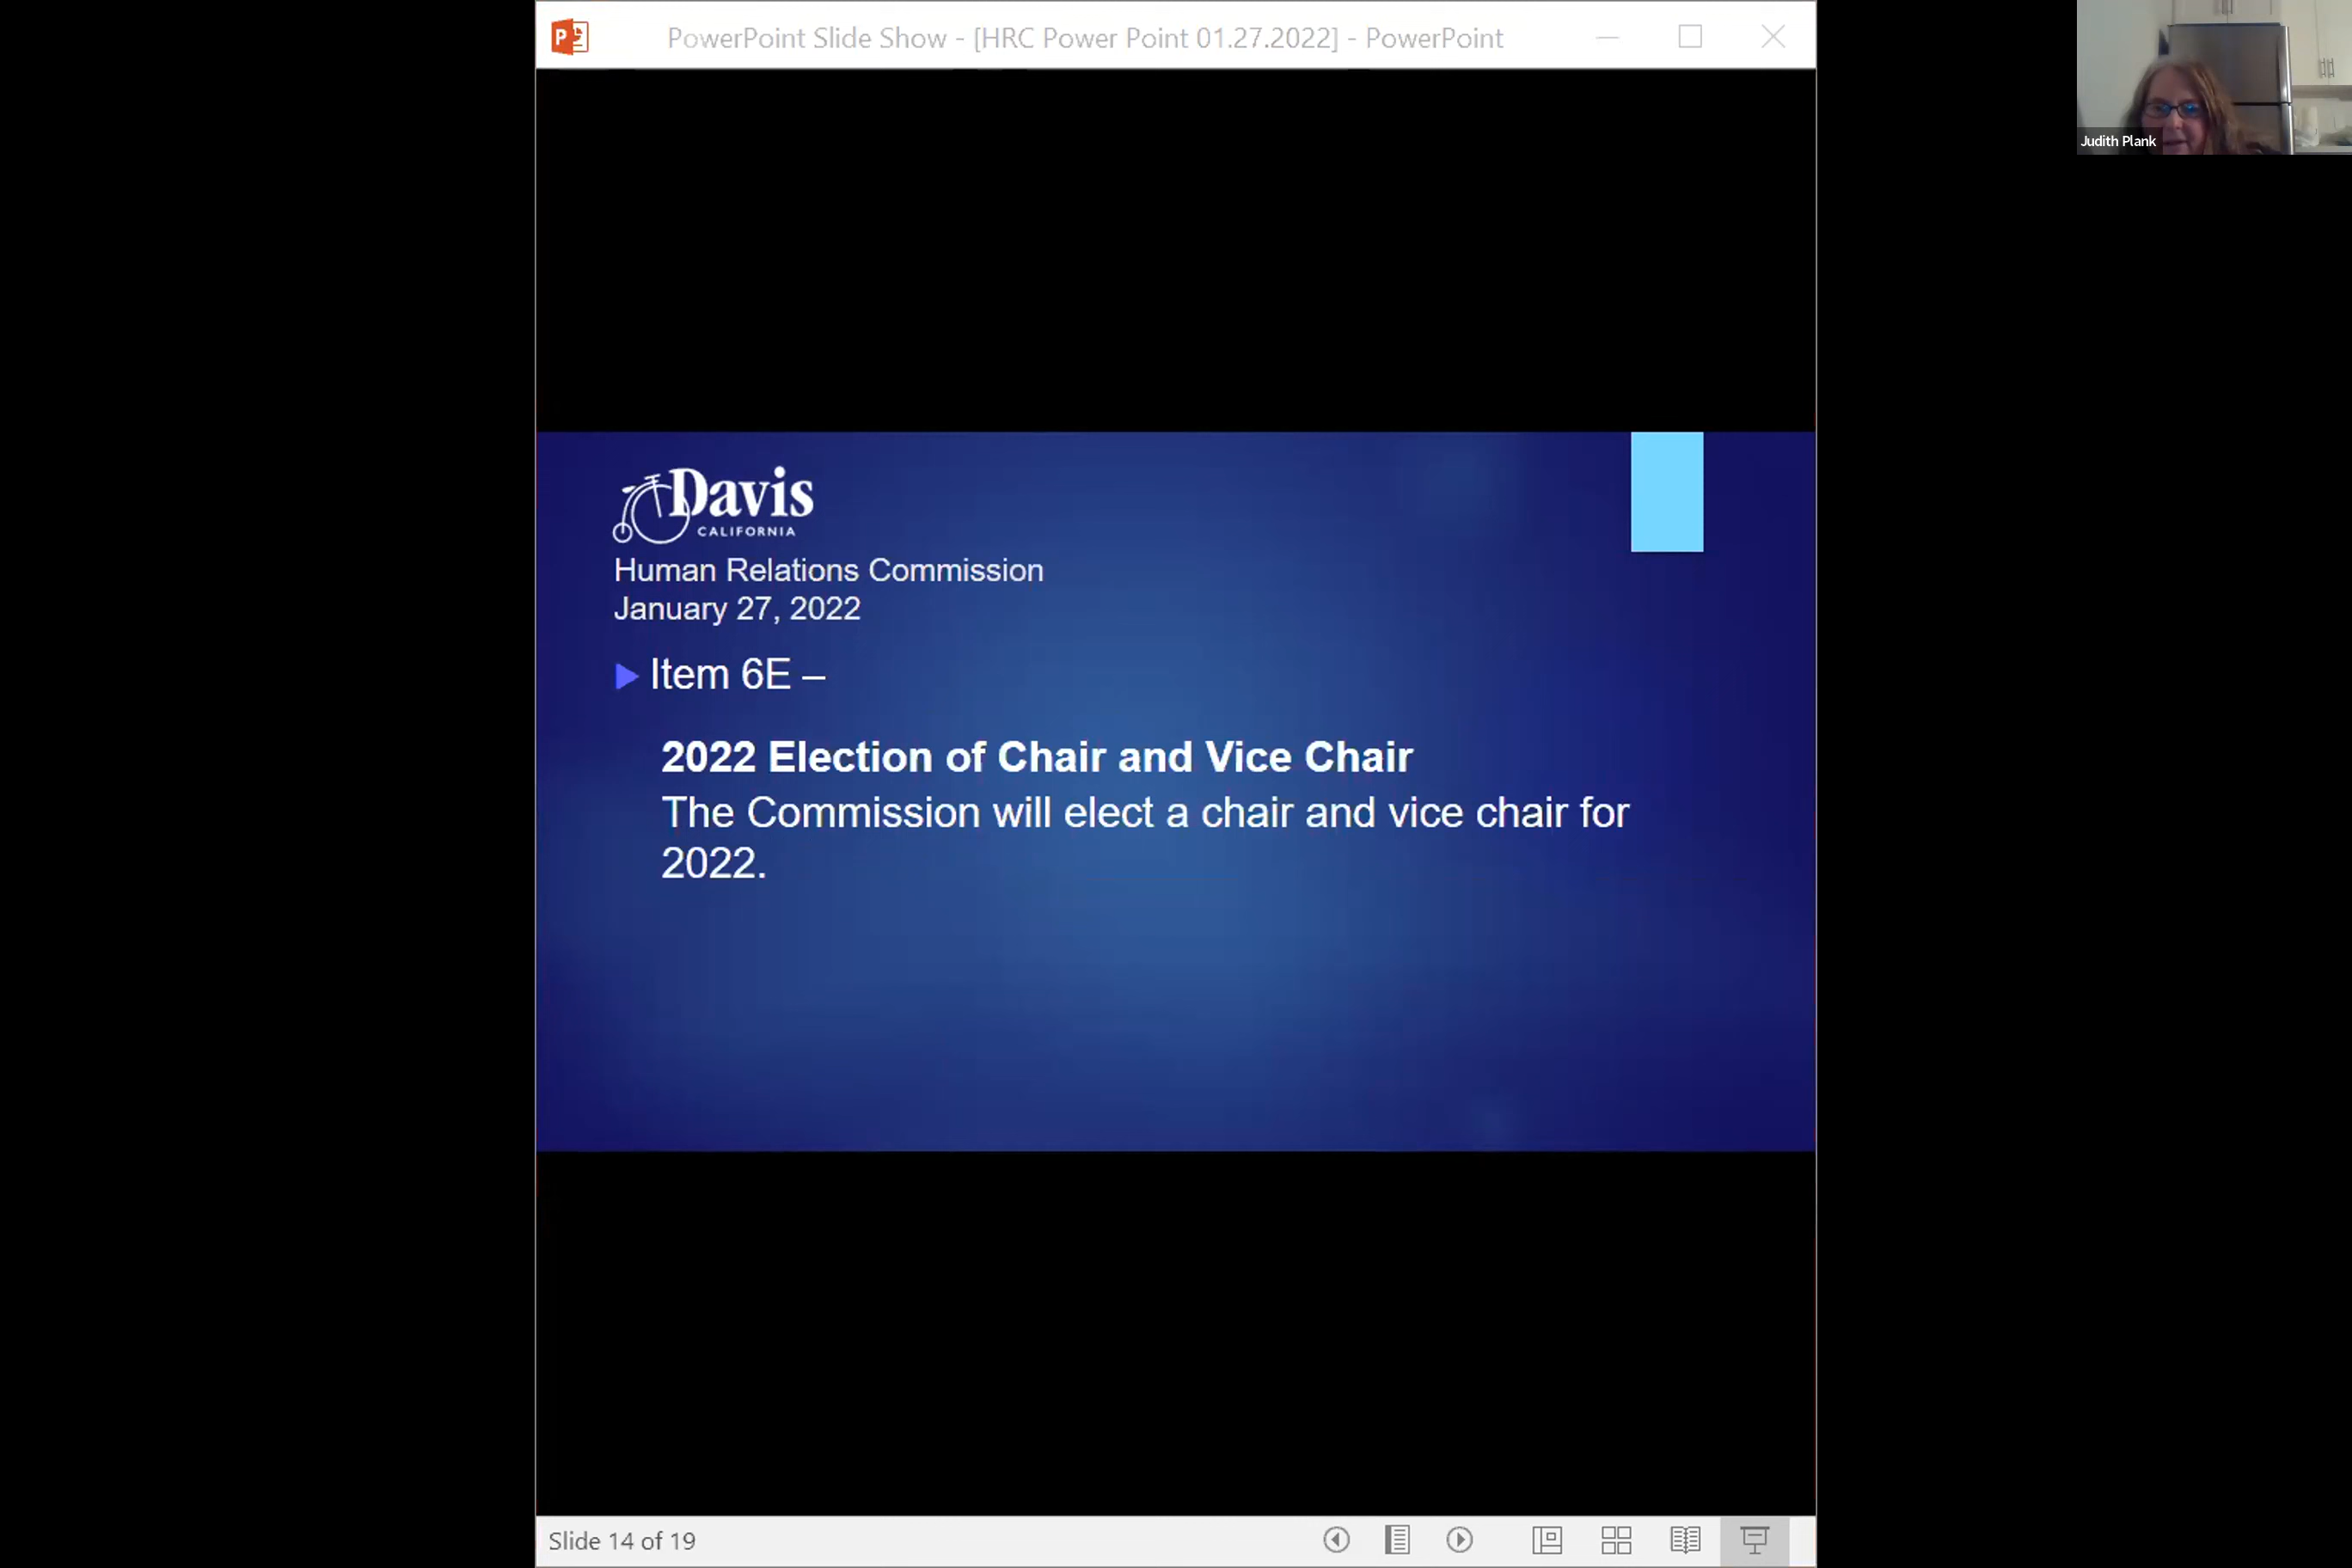 PowerPoint Slide Show - [HRC Power Point 01.27.2022] - PowerPoint
Judith Plank
Davis
CALIFORNIA
Human Relations Commission
January 27, 2022
Item 6E –
2022 Election of Chair and Vice Chair
The Commission will elect a chair and vice chair for
2022.
Slide 14 of 19